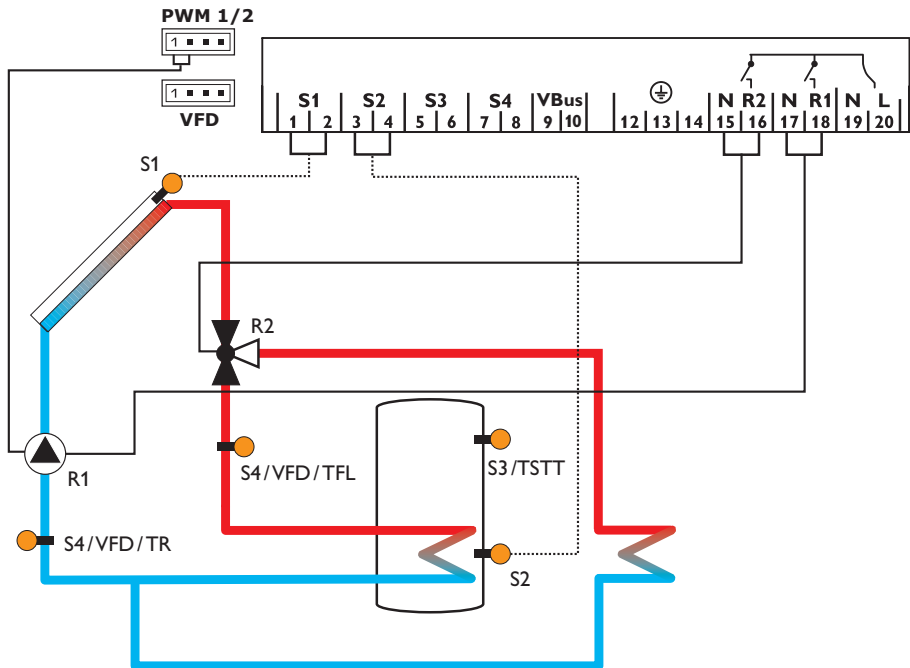 PWM 1/2
1
1
VFD
S1 S2 S3 S4 VBus N R2 N R1 N L
1 2 3 4 5 6 7 8 9 10 12 13 14 15 16 17 18 19 20
S1
R2
S4/VFD/TFL
S3/TSTT
R1
S4/VFD/TR
S2